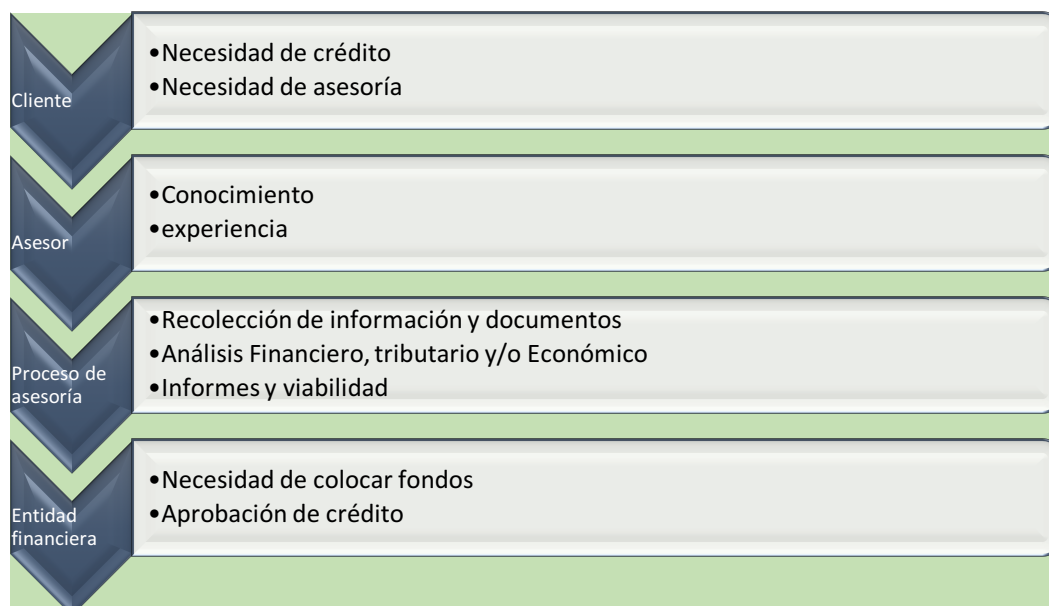 Cliente
•Necesidad de crédito
•Necesidad de asesoría
Asesor
•Conocimiento
•experiencia
Proceso de
asesoría
•Recolección de información y documentos
•Análisis Financiero, tributario y/o Económico
•Informes y viabilidad
Entidad
financiera
•Necesidad de colocar fondos
•Aprobación de crédito